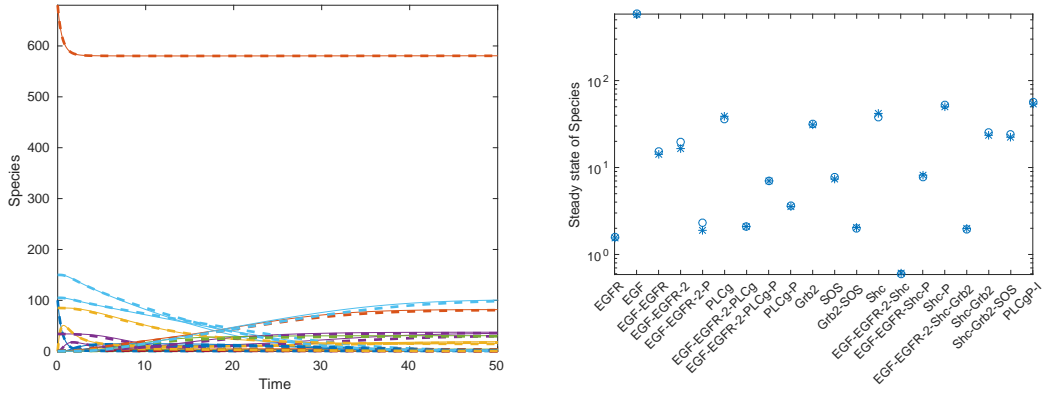 600
500
400
300
200
100
0
Species
0
10
20
30
40
50
Time
10^2
10^1
10^0
Steady state of Species
EGFR
EGF
EGF-EGFR
EGF-EGFR-2
EGF-EGFR-2-P
PLCg
EGF-EGFR-2-PLCg
EGF-EGFR-2-PLCg-P
PLCg-P
Grb2
SOS
Grb2-SOS
Shc
EGF-EGFR-2-Shc
EGF-EGFR-Shc-P
Shc-P
EGF-EGFR-2-Shc-Grb2
Shc-Grb2
Shc-Grb2-SOS
PLCgP-I